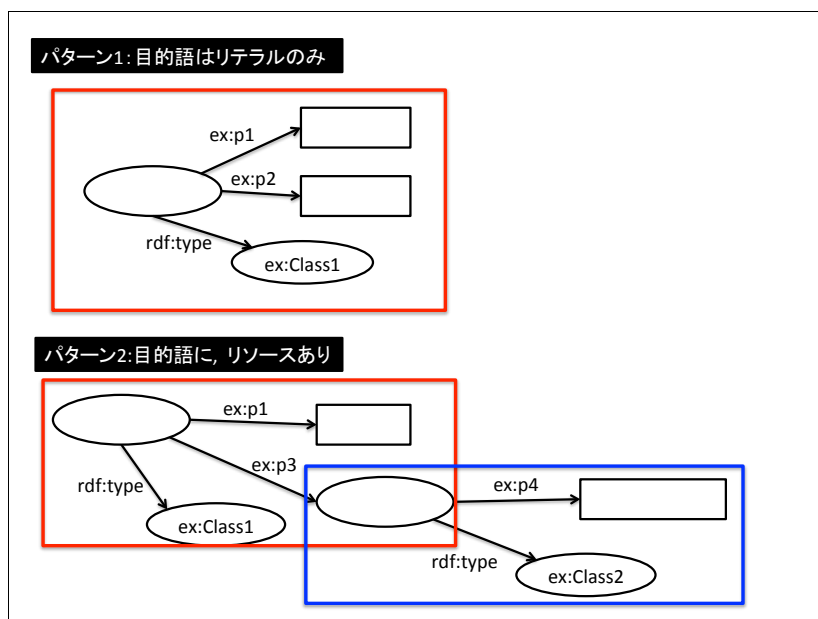 パターン1:目的語はリテラルのみ
ex:p1
ex:p2
rdf:type
ex:Class1
パターン2:目的語に, リソースあり
ex:p1
ex:p3
rdf:type
ex:p4
ex:Class1
rdf:type
ex:Class2